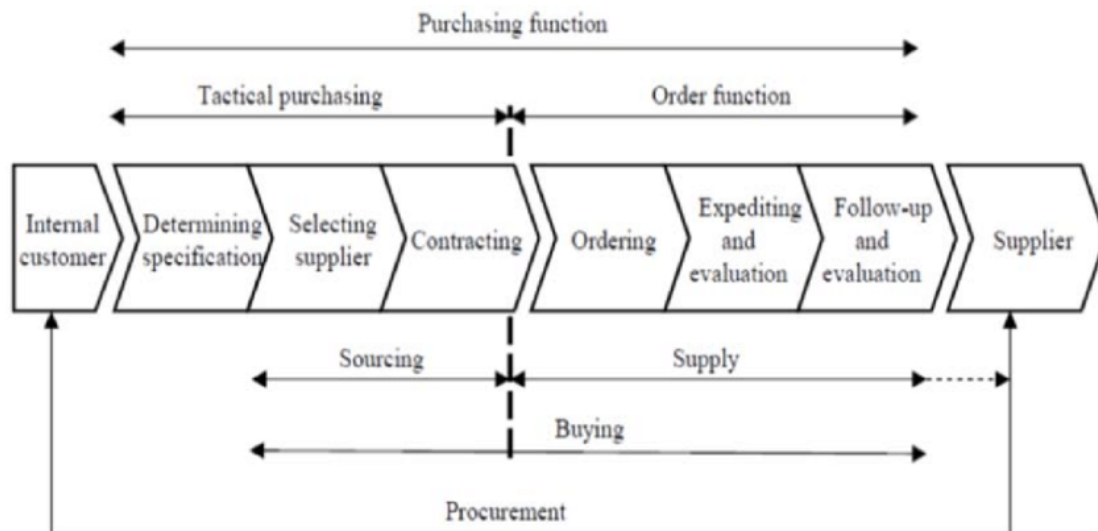 Purchasing function
Tactical purchasing
Order function
Internal
customer
Determining
specification
Selecting
supplier
Contracting
Ordering
Expediting
and
evaluation
Follow-up
and
evaluation
Supplier
Sourcing
Supply
Buying
Procurement